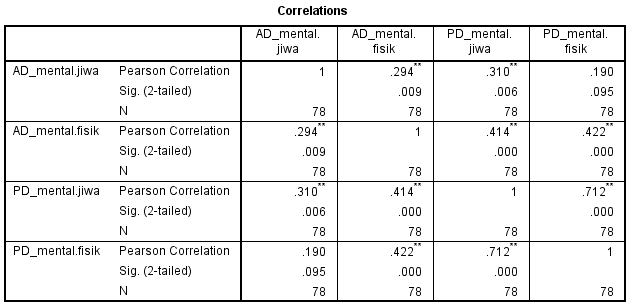 Correlations
AD_mental.jiwa AD_mental.fisik PD_mental.jiwa PD_mental.fisik
AD_mental.jiwa Pearson Correlation 1 .294** .310** .190
Sig. (2-tailed) .009 .006 .095
N 78 78 78 78
AD_mental.fisik Pearson Correlation .294** 1 .414** .422**
Sig. (2-tailed) .009 .000 .000
N 78 78 78 78
PD_mental.jiwa Pearson Correlation .310** .414** 1 .712**
Sig. (2-tailed) .006 .000 .000
N 78 78 78 78
PD_mental.fisik Pearson Correlation .190 .422** .712** 1
Sig. (2-tailed) .095 .000 .000
N 78 78 78 78